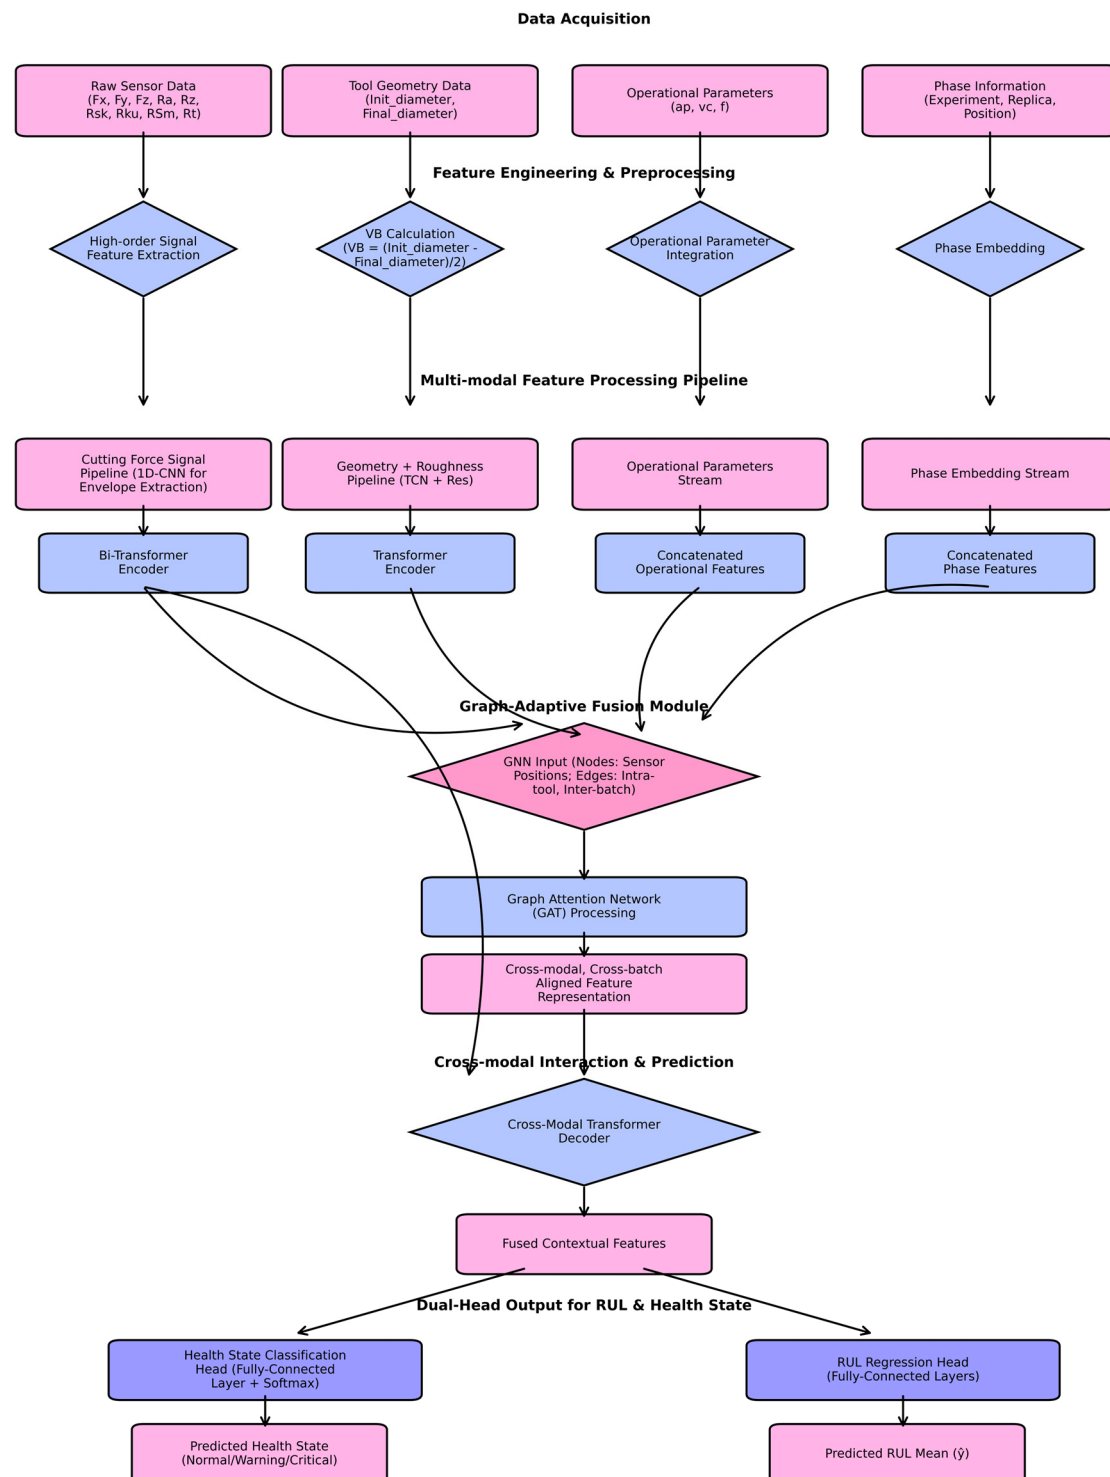 Data Acquisition
Raw Sensor Data
(Fx, Fy, Fz, Ra, Rz,
Rsk, Rku, RSm, Rt)
Tool Geometry Data
(Init_diameter,
Final_diameter)
Operational Parameters
(ap, vc, f)
Phase Information
(Experiment, Replica,
Position)
Feature Engineering & Preprocessing
High-order Signal
Feature Extraction
VB Calculation
(VB = (Init_diameter -
Final_diameter)/2)
Operational Parameter
Integration
Phase Embedding
Multi-modal Feature Processing Pipeline
Cutting Force Signal
Pipeline (1D-CNN for
Envelope Extraction)
Geometry + Roughness
Pipeline (TCN + Res)
Operational Parameters
Stream
Phase Embedding Stream
Bi-Transformer
Encoder
Transformer
Encoder
Concatenated
Operational Features
Concatenated
Phase Features
Graph-Adaptive Fusion Module
GNN Input (Nodes: Sensor
Positions; Edges: Intra-
tool, Inter-batch)
Graph Attention Network
(GAT) Processing
Cross-modal, Cross-batch
Aligned Feature
Representation
Cross-modal Interaction & Prediction
Cross-Modal Transformer
Decoder
Fused Contextual Features
Dual-Head Output for RUL & Health State
Health State Classification
Head (Fully-Connected
Layer + Softmax)
RUL Regression Head
(Fully-Connected Layers)
Predicted Health State
(Normal/Warning/Critical)
Predicted RUL Mean (ŷ)